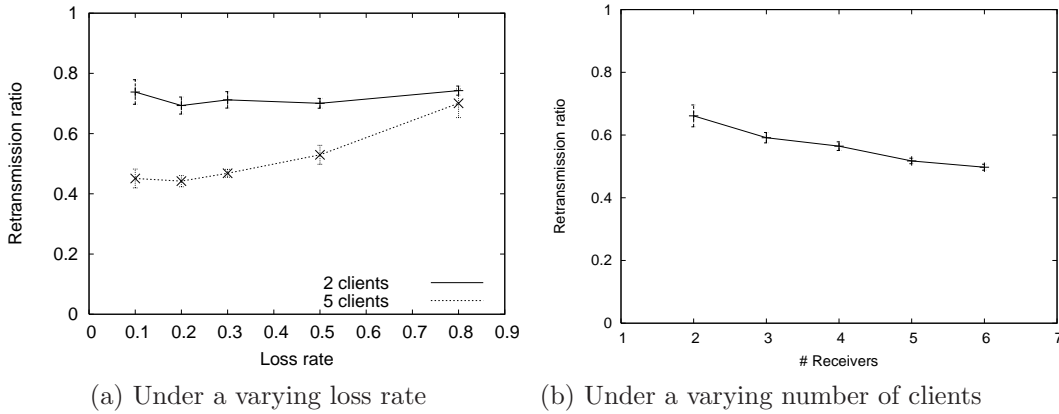 1
0.8
0.6
0.4
0.2
0
Retransmission ratio
2 clients
5 clients
0 0.1 0.2 0.3 0.4 0.5 0.6 0.7 0.8 0.9
Loss rate
(a) Under a varying loss rate
1
0.8
0.6
0.4
0.2
0
Retransmission ratio
1 2 3 4 5 6 7
# Receivers
(b) Under a varying number of clients